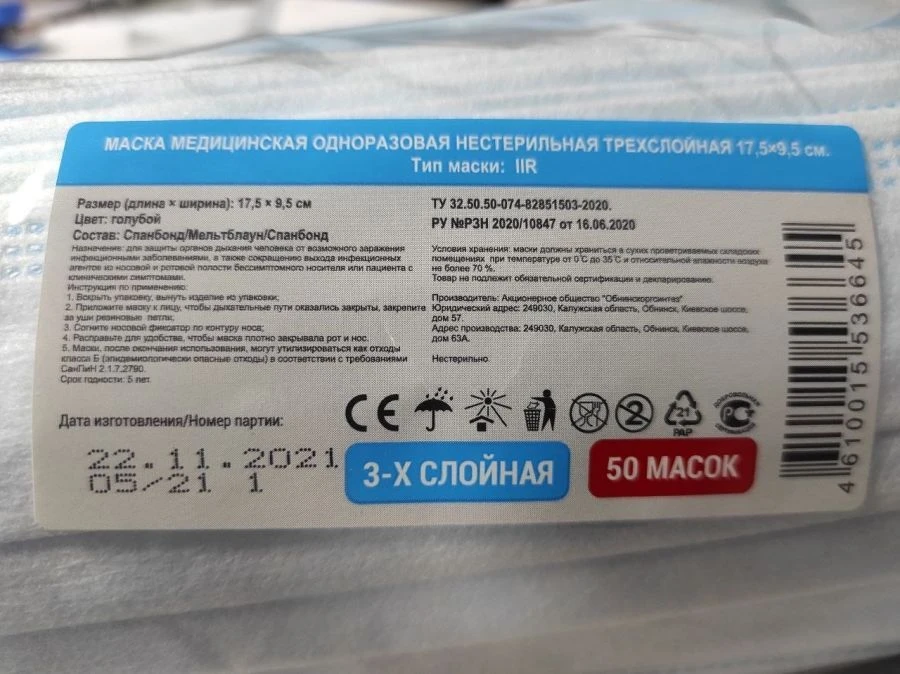 МАСКА МЕДИЦИНСКАЯ ОДНОРАЗОВАЯ НЕСТЕРИЛЬНАЯ ТРЕХСЛОЙНАЯ 17,5×9,5 см.
Тип маски: IIR
Размер (длина × ширина): 17,5 × 9,5 см
Цвет: голубой
Состав: Спанбонд/Мельтблаун/Спанбонд
Назначение: для защиты органов дыхания человека от возможного заражения
инфекционными заболеваниями, а также сокращению выхода инфекционных
агентов из носовой и ротовой полости бессимптомного носителя или пациента с
клиническими симптомами.
Инструкция по применению:
1. Вскрыть упаковку, вынуть изделие из упаковки;
2. Приложите маску к лицу, чтобы дыхательные пути оказались закрыты, закрепите
за уши резиновые петли;
3. Согните носовой фиксатор по контуру носа;
4. Расправьте для удобства, чтобы маска плотно закрывала рот и нос.
5. Маски, после окончания использования, могут утилизироваться как отходы
класса Б (эпидемиологически опасные отходы) в соответствии с требованиями
СанПиН 2.1.7.2790.
Срок годности: 5 лет.
ТУ 32.50.50-074-82851503-2020.
РУ №РЗН 2020/10847 от 16.06.2020
Условия хранения: маски должны храниться в сухих проветриваемых складских
помещениях при температуре от 0°С до 35°С и относительной влажности воздуха
не более 70 %.
Товар не подлежит обязательной сертификации и декларированию.
Производитель: Акционерное общество "Обнинскоргсинтез"
Юридический адрес: 249030, Калужская область, Обнинск, Киевское шоссе,
дом 57.
Адрес производства: 249030, Калужская область, Обнинск, Киевское шоссе,
дом 63А.
Нестерильно.
Дата изготовления/Номер партии:
22.11.2021
05/21 1
CE
2
21
PAP
ДОБРОВОЛЬНАЯ
СЕРТИФИКАЦИЯ
3-Х СЛОЙНАЯ
50 МАСОК
4610015536645